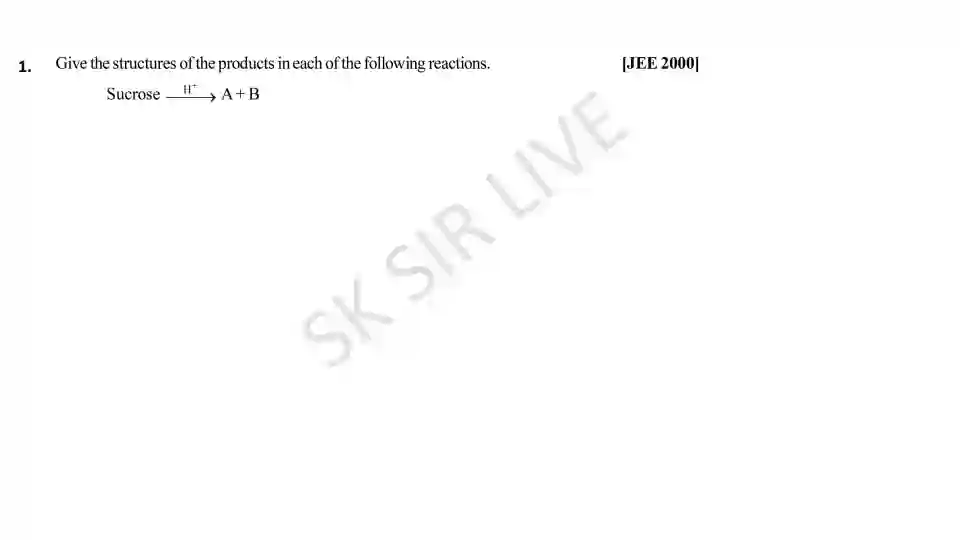 1. Give the structures of the products in each of the following reactions. [JEE 2000]
Sucrose \xrightarrow{H^+} A + B
SK SIR LIVE